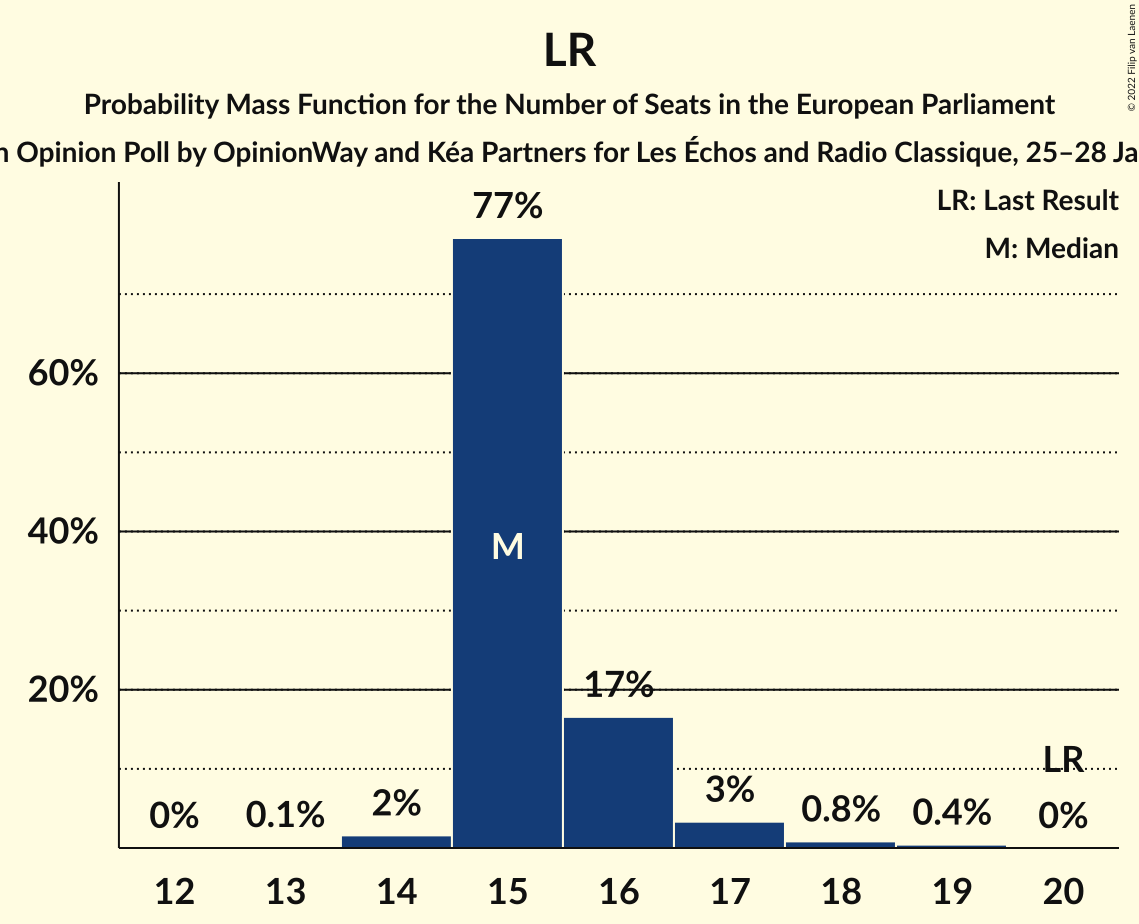 LR
Probability Mass Function for the Number of Seats in the European Parliament
Opinion Poll by OpinionWay and Kéa Partners for Les Échos and Radio Classique, 25–28
© 2022 Filip van Laenen
LR: Last Result
M: Median
77%
60%
40%
M
20%
17%
LR
0%
0.1%
2%
3%
0.8%
0.4%
0%
12 13 14 15 16 17 18 19 20